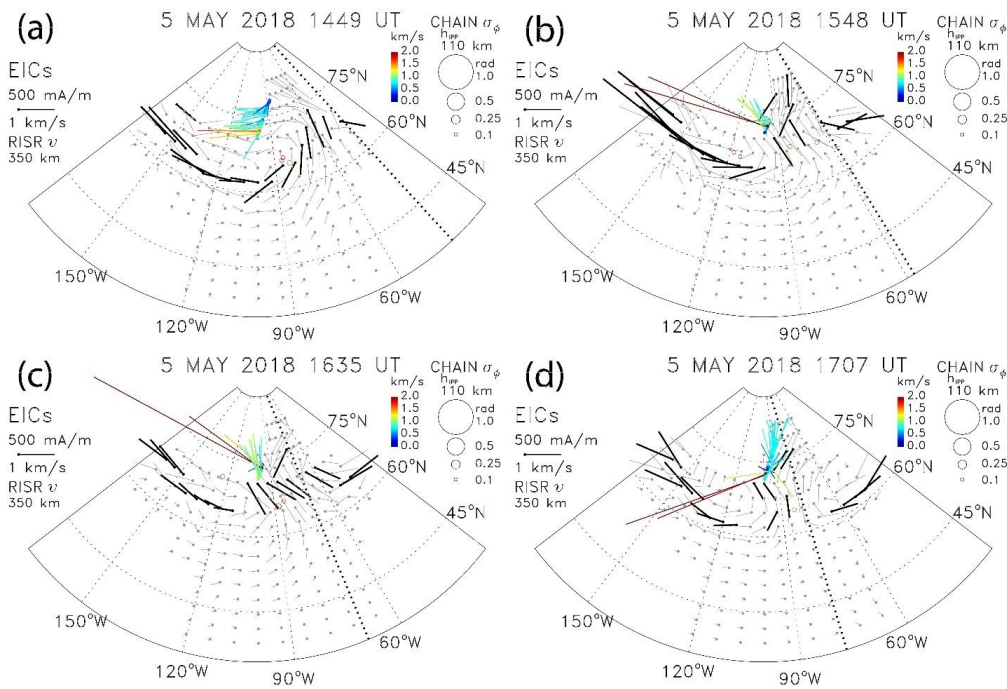 (a)
5 MAY 2018 1449 UT
CHAIN σϕ
hIPP
110 km
km/s
2.0
1.5
1.0
0.5
0.0
rad
1.0
0.5
0.25
0.1
EICs
500 mA/m
1 km/s
RISR v
350 km
75°N
60°N
45°N
150°W
120°W
90°W
60°W
(b)
5 MAY 2018 1548 UT
CHAIN σϕ
hIPP
110 km
km/s
2.0
1.5
1.0
0.5
0.0
rad
1.0
0.5
0.25
0.1
EICs
500 mA/m
1 km/s
RISR v
350 km
75°N
60°N
45°N
150°W
120°W
90°W
60°W
(c)
5 MAY 2018 1635 UT
CHAIN σϕ
hIPP
110 km
km/s
2.0
1.5
1.0
0.5
0.0
rad
1.0
0.5
0.25
0.1
EICs
500 mA/m
1 km/s
RISR v
350 km
75°N
60°N
45°N
150°W
120°W
90°W
60°W
(d)
5 MAY 2018 1707 UT
CHAIN σϕ
hIPP
110 km
km/s
2.0
1.5
1.0
0.5
0.0
rad
1.0
0.5
0.25
0.1
EICs
500 mA/m
1 km/s
RISR v
350 km
75°N
60°N
45°N
150°W
120°W
90°W
60°W